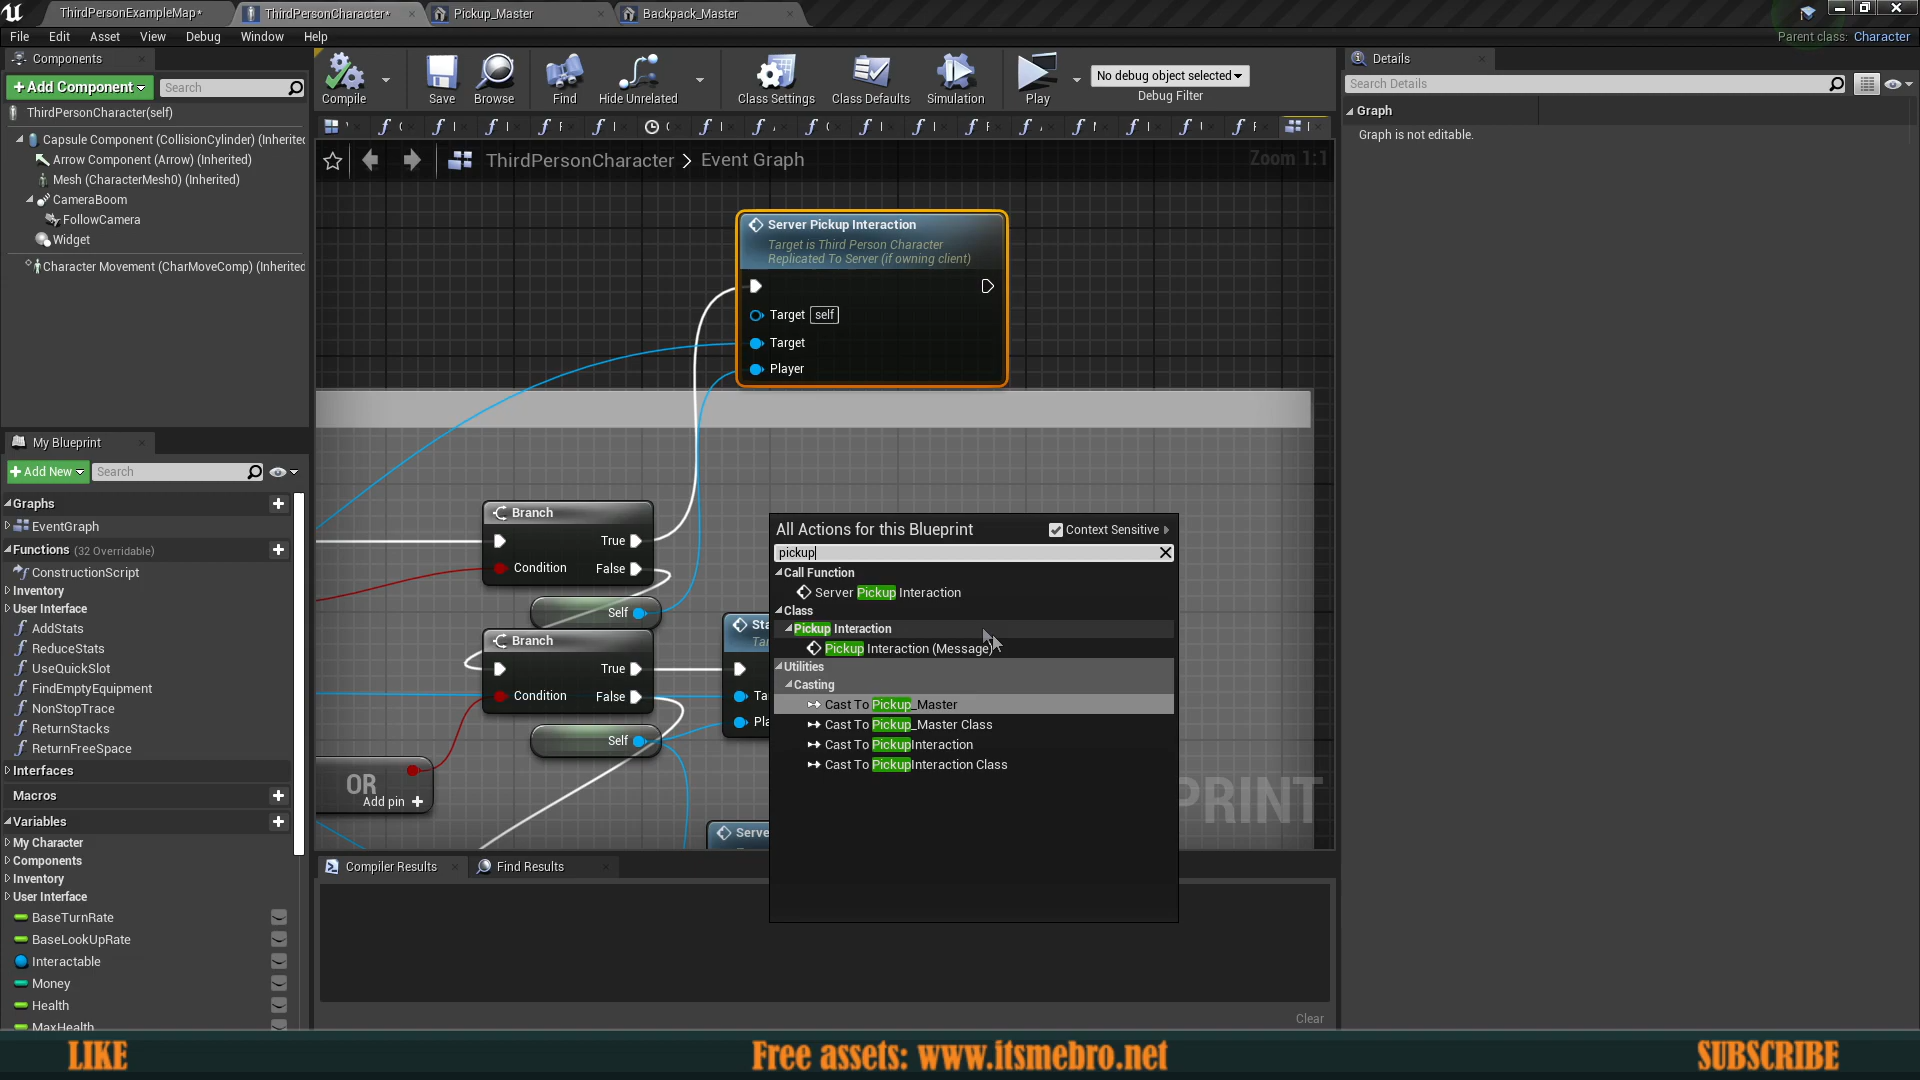 ThirdPersonExampleMap*
ThirdPersonCharacter*
Pickup_Master
Backpack_Master
File Edit Asset View Debug Window Help
Parent class: Character
Components
+Add Component
Search
ThirdPersonCharacter(self)
Capsule Component (CollisionCylinder) (Inherited
Arrow Component (Arrow) (Inherited)
Mesh (CharacterMesh0) (Inherited)
CameraBoom
FollowCamera
Widget
Character Movement (CharMoveComp) (Inherited
Compile
Save
Browse
Find
Hide Unrelated
Class Settings
Class Defaults
Simulation
Play
No debug object selected
Debug Filter
ThirdPersonCharacter > Event Graph
Zoom 1:1
Server Pickup Interaction
Target is Third Person Character
Replicated To Server (if owning client)
Target self
Target
Player
Branch
True
Condition False
Self
Branch
True
Condition False
Self
OR
Add pin +
Sta
Tar
Ta
Pla
Serve
PRINT
All Actions for this Blueprint
Context Sensitive
pickup
Call Function
Server Pickup Interaction
Class
Pickup Interaction
Pickup Interaction (Message)
Utilities
Casting
Cast To Pickup_Master
Cast To Pickup_Master Class
Cast To PickupInteraction
Cast To PickupInteraction Class
My Blueprint
+Add New
Search
Graphs
EventGraph
Functions (32 Overridable)
ConstructionScript
Inventory
User Interface
AddStats
ReduceStats
UseQuickSlot
FindEmptyEquipment
NonStopTrace
ReturnStacks
ReturnFreeSpace
Interfaces
Macros
Variables
My Character
Components
Inventory
User Interface
BaseTurnRate
BaseLookUpRate
Interactable
Money
Health
MaxHealth
Compiler Results
Find Results
Clear
Details
Search Details
Graph
Graph is not editable.
LIKE
Free assets: www.itsmebro.net
SUBSCRIBE